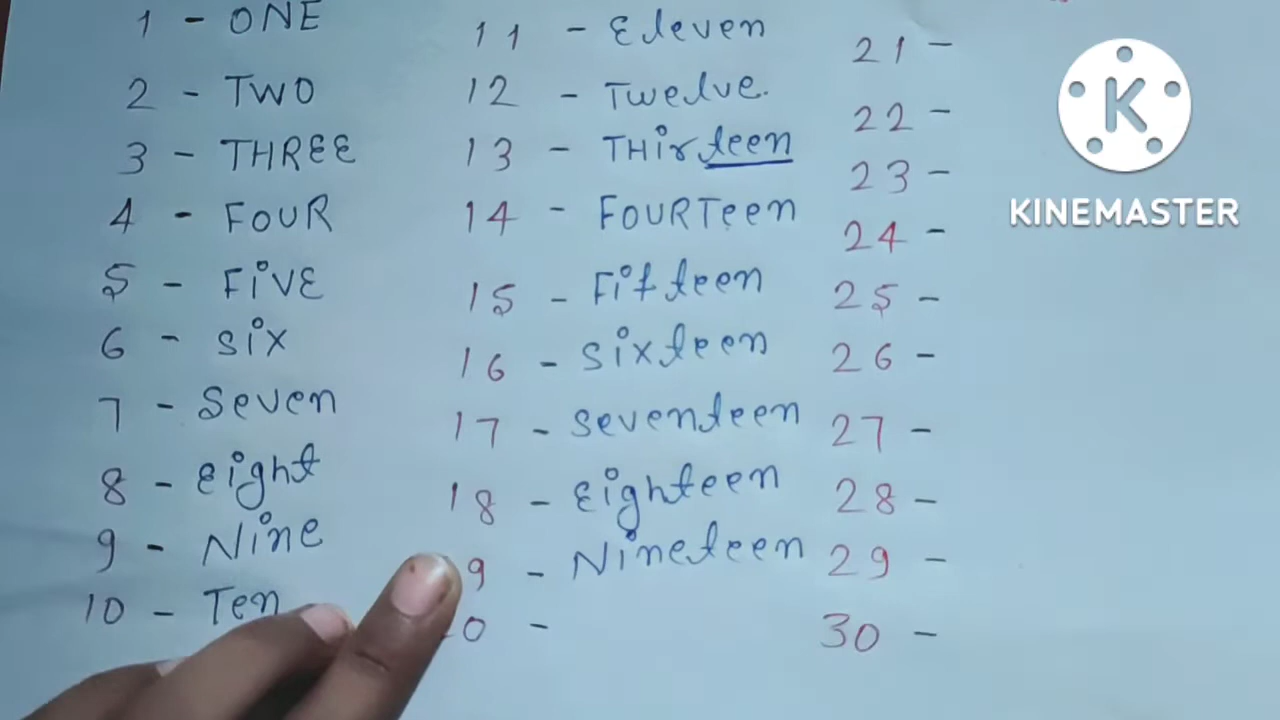 1 - ONE
2 - TWO
3 - THREE
4 - FOUR
5 - FiVE
6 - six
7 - Seven
8 - Eight
9 - Nine
10 - Ten
11 - Eleven
12 - Twelve.
13 - THirteen
14 - FOURTeen
15 - Fifteen
16 - Sixteen
17 - Seventeen
18 - Eighteen
9 - Nineteen
0 -
21 -
22 -
23 -
24 -
25 -
26 -
27 -
28 -
29 -
30 -
K
KINEMASTER